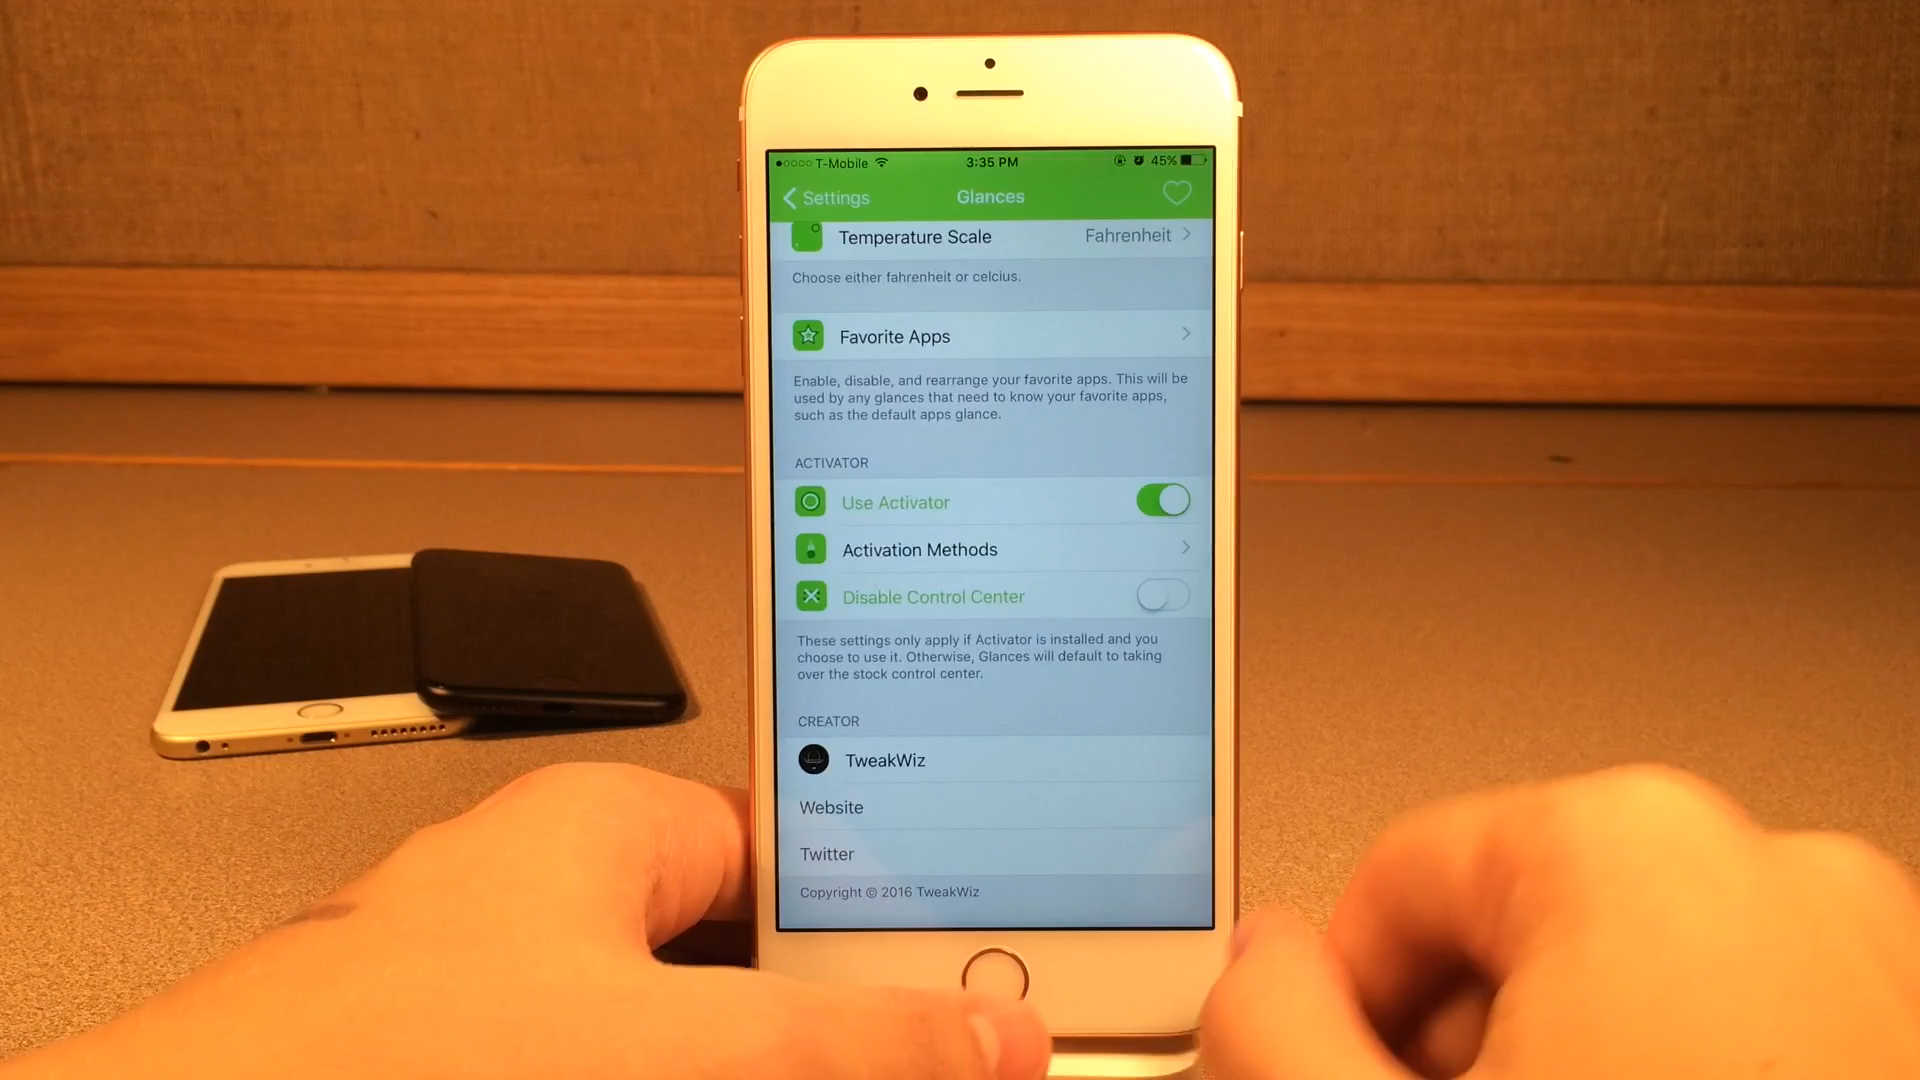 T-Mobile 3:35 PM 45%
Settings Glances
Temperature Scale Fahrenheit
Choose either fahrenheit or celcius.
Favorite Apps
Enable, disable, and rearrange your favorite apps. This will be
used by any glances that need to know your favorite apps,
such as the default apps glance.
ACTIVATOR
Use Activator
Activation Methods
Disable Control Center
These settings only apply if Activator is installed and you
choose to use it. Otherwise, Glances will default to taking
over the stock control center.
CREATOR
TweakWiz
Website
Twitter
Copyright © 2016 TweakWiz